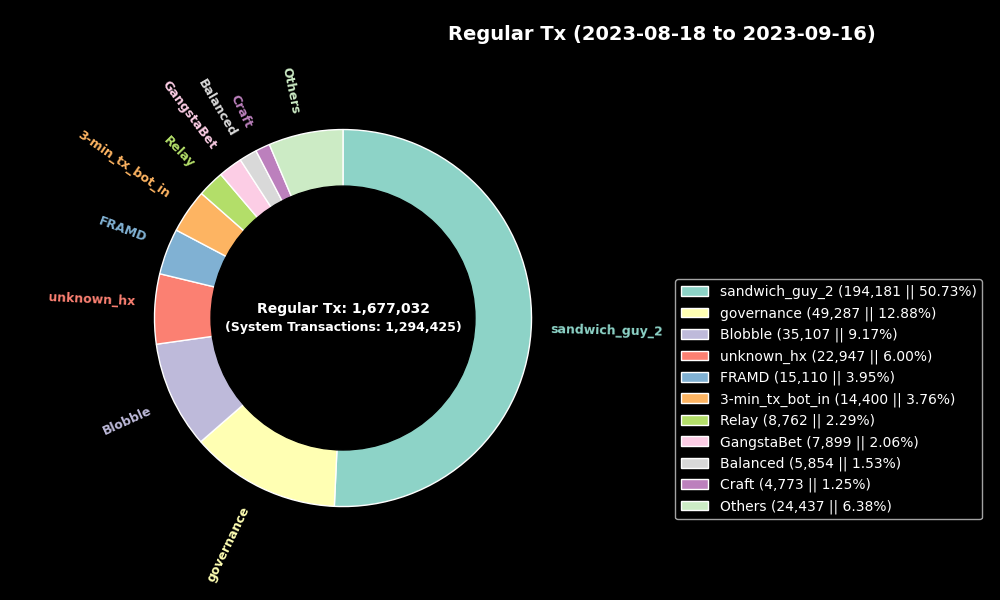 Regular Tx (2023-08-18 to 2023-09-16)
Others
Craft
Balanced
GangstaBet
Relay
3-min_tx_bot_in
FRAMD
unknown_hx
Blobble
governance
sandwich_guy_2
Regular Tx: 1,677,032
(System Transactions: 1,294,425)
sandwich_guy_2 (194,181 || 50.73%)
governance (49,287 || 12.88%)
Blobble (35,107 || 9.17%)
unknown_hx (22,947 || 6.00%)
FRAMD (15,110 || 3.95%)
3-min_tx_bot_in (14,400 || 3.76%)
Relay (8,762 || 2.29%)
GangstaBet (7,899 || 2.06%)
Balanced (5,854 || 1.53%)
Craft (4,773 || 1.25%)
Others (24,437 || 6.38%)